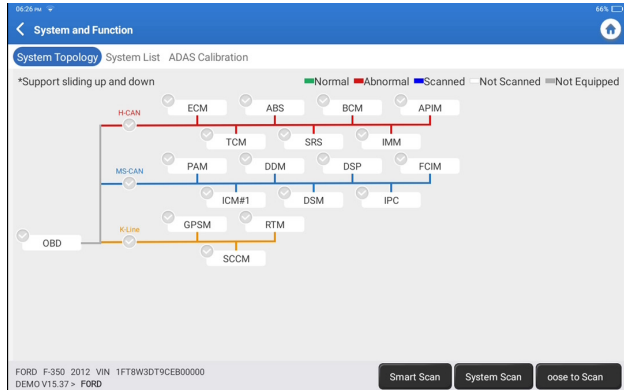 06:26 PM 66%
System and Function
System Topology System List ADAS Calibration
*Support sliding up and down Normal Abnormal Scanned Not Scanned Not Equipped
H-CAN ECM ABS BCM APIM
TCM SRS IMM
MS-CAN PAM DDM DSP FCIM
ICM#1 DSM IPC
K-Line GPSM RTM
OBD
SCCM
FORD F-350 2012 VIN 1FT8W3DT9CEB00000
DEMO V15.37 > FORD
Smart Scan System Scan oose to Scan